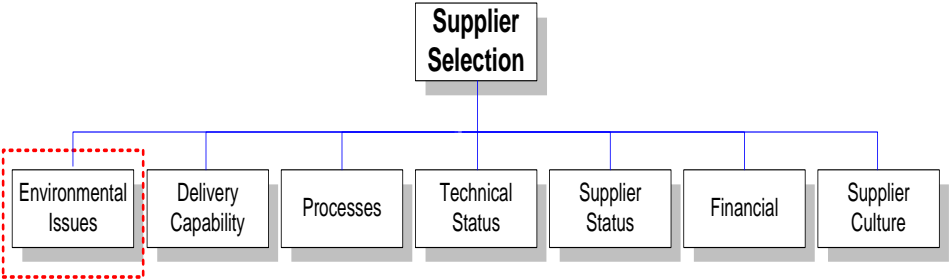 Supplier
Selection
Environmental
Issues
Delivery
Capability
Processes
Technical
Status
Supplier
Status
Financial
Supplier
Culture